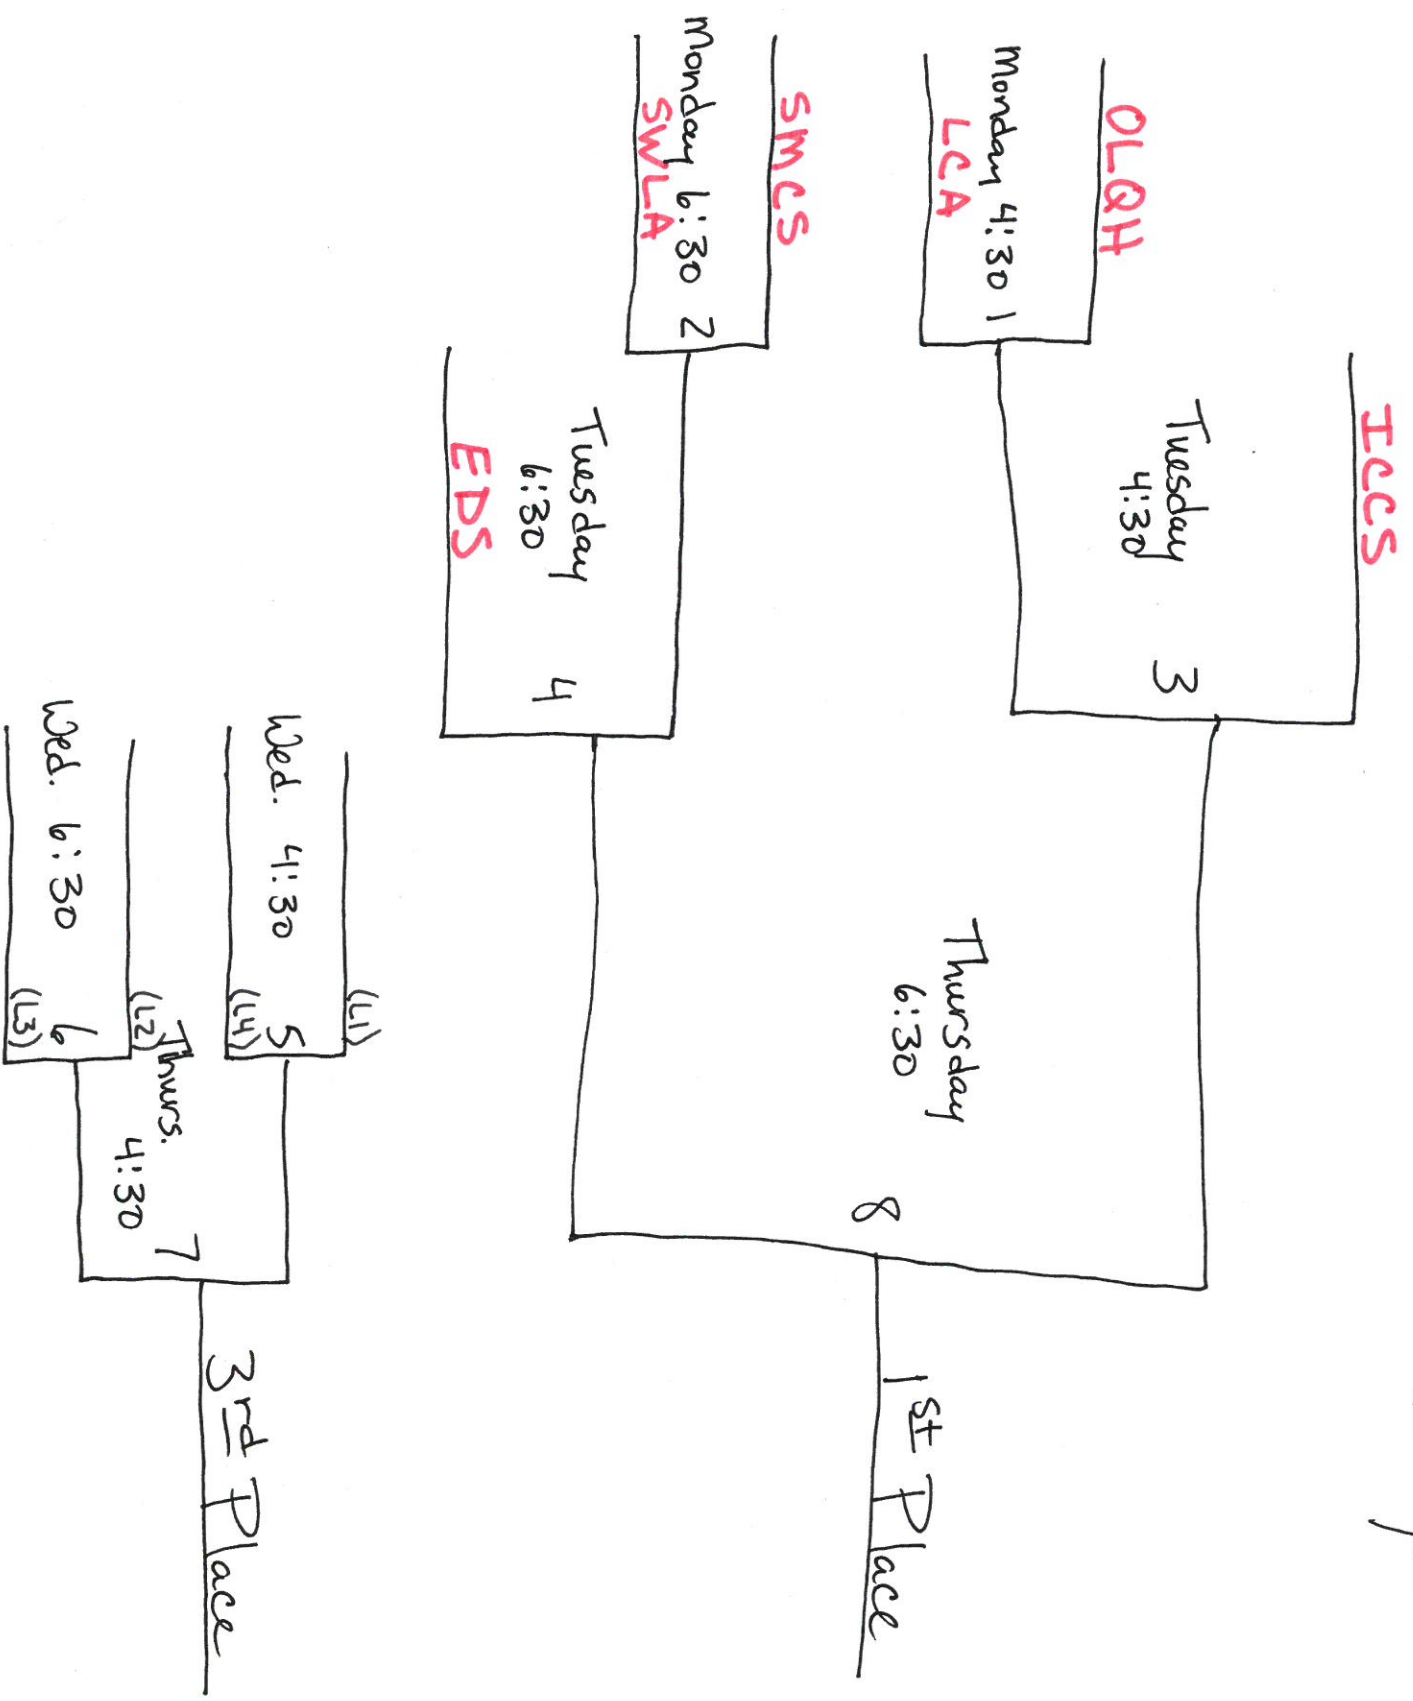 ICCS
OLQH
Monday 4:30 1
LCA
Tuesday
4:30
3
SMCS
Monday 6:30 2
SWLA
Tuesday
6:30
4
EDS
Thursday
6:30
8
1st Place
(L1)
Wed. 4:30 5
(L4)
(L2)
Wed. 6:30 6
(L3)
Thurs.
4:30
7
3rd Place